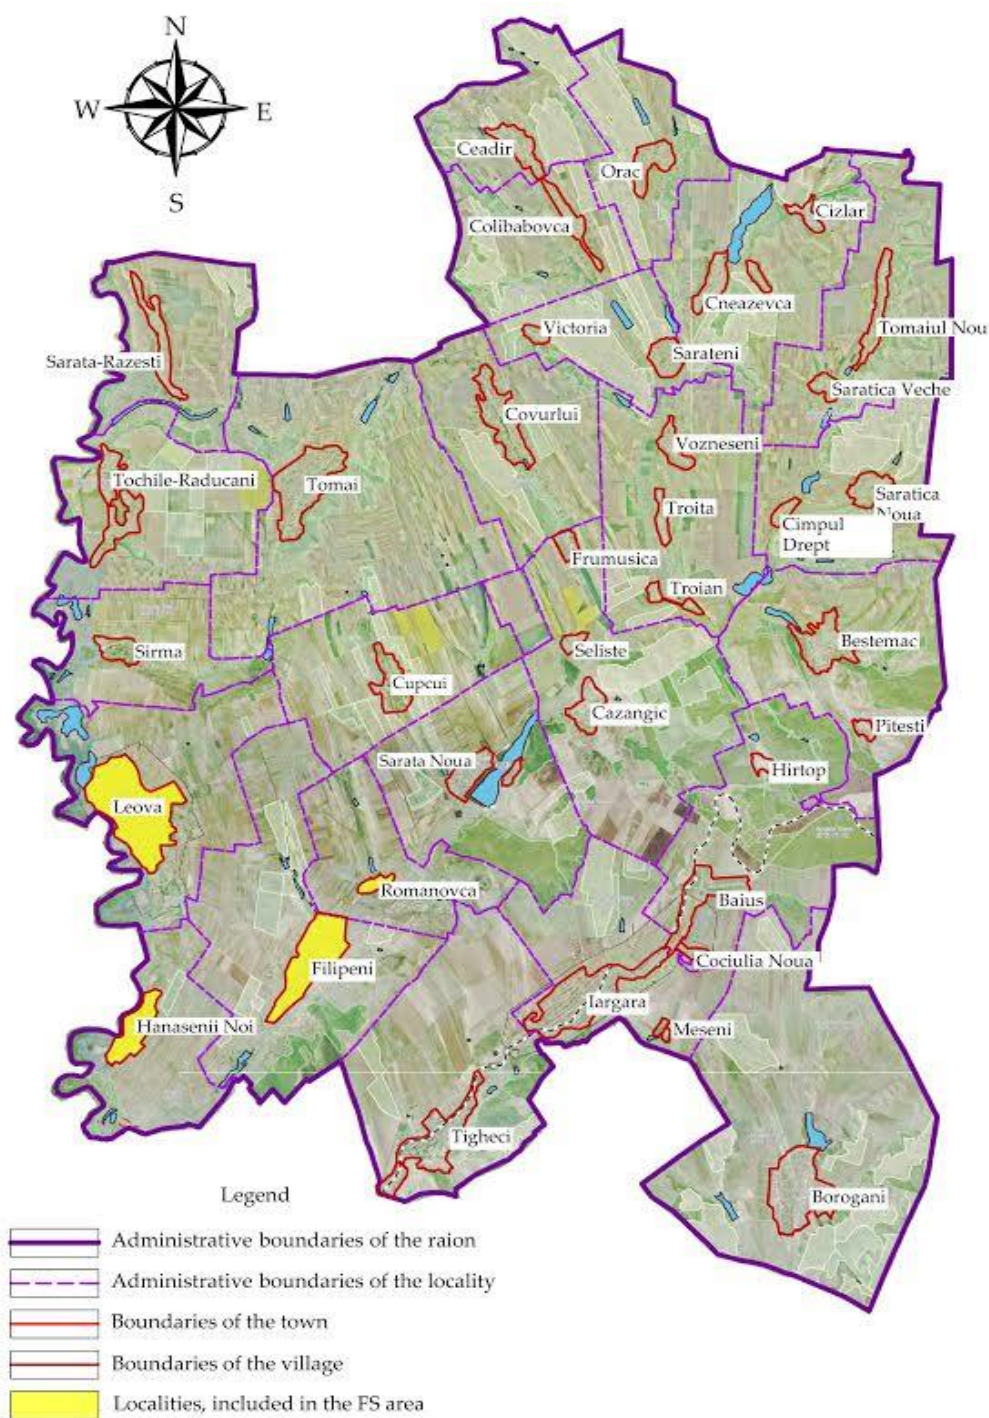 N
W
E
S
Ceadir
Orac
Cizlar
Colibabovca
Cneazevca
Victoria
Tomaiul Nou
Sarateni
Sarata-Razesti
Saratica Veche
Covurlui
Vozneseni
Tochile-Raducani
Tomai
Saratica
Noua
Troita
Cimpul
Drept
Frumusica
Troian
Bestemac
Sirma
Seliste
Cupcui
Cazangic
Pitesti
Sarata Noua
Hirtop
Leova
Romanovca
Baius
Filipeni
Cociulia Noua
Iargara
Hanasenii Noi
Meseni
Tigheci
Borogani
Legend
Administrative boundaries of the raion
Administrative boundaries of the locality
Boundaries of the town
Boundaries of the village
Localities, included in the FS area